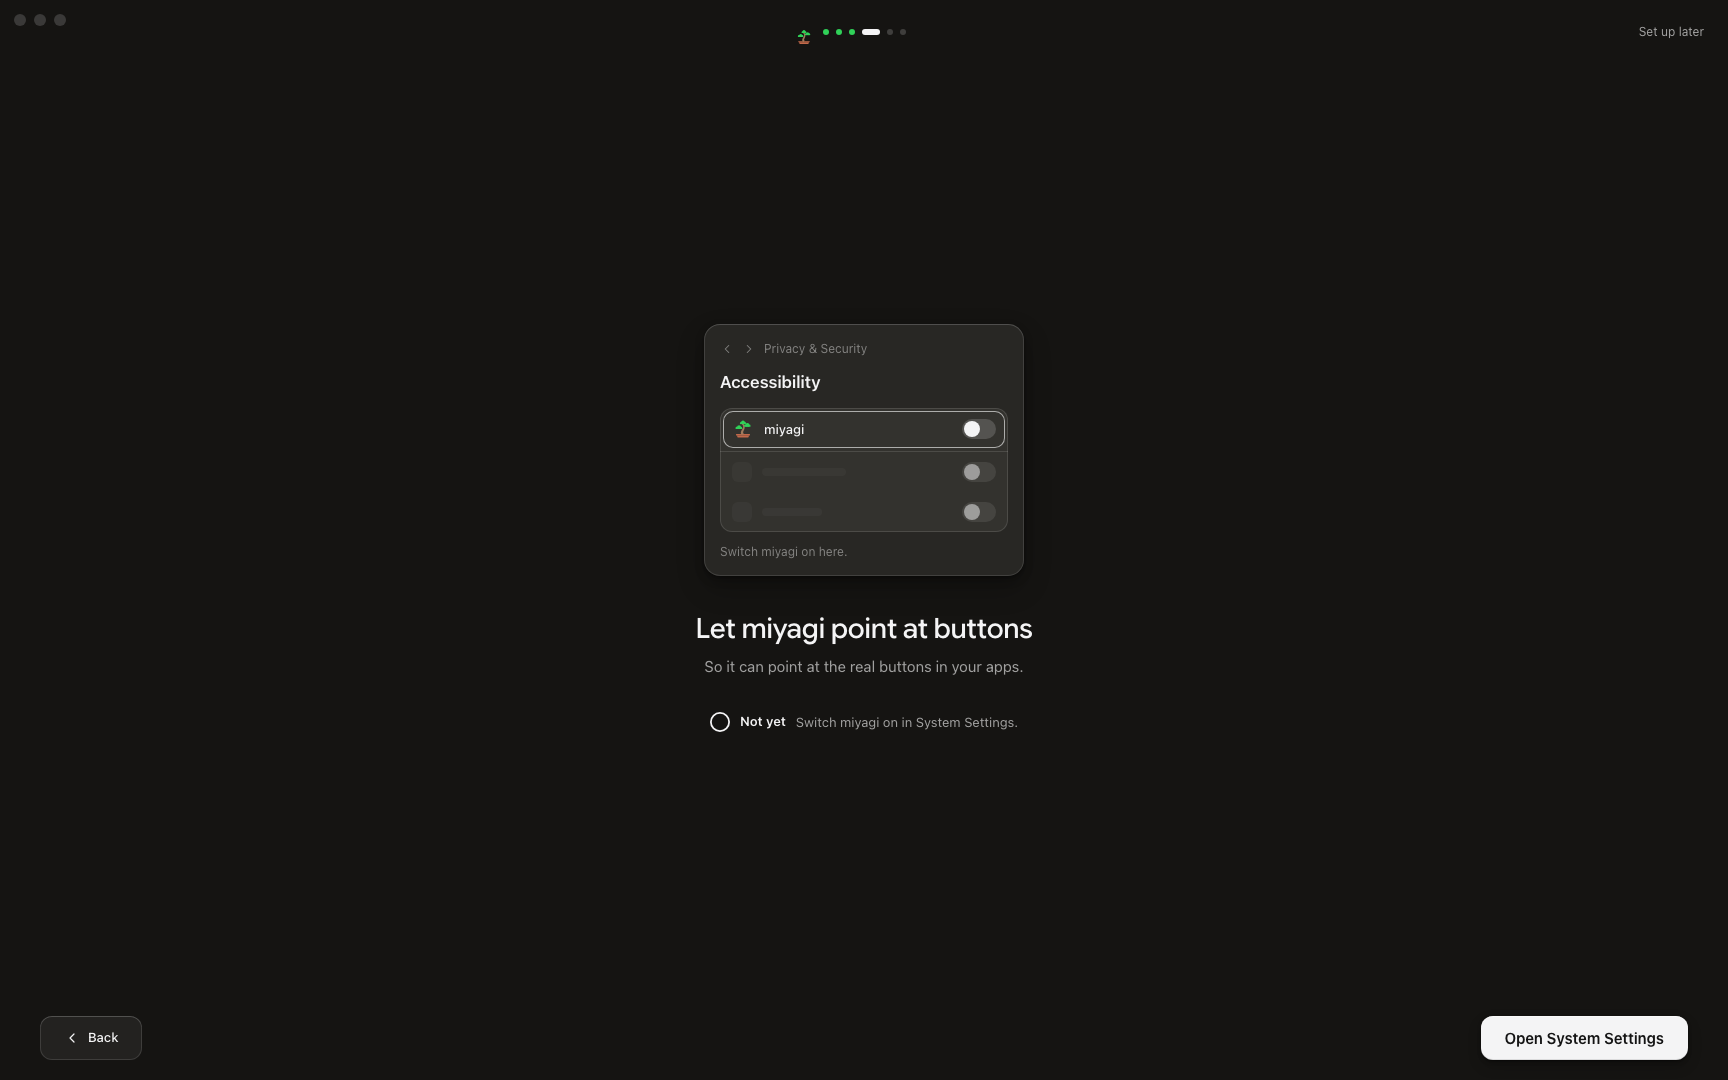 Set up later
Privacy & Security
Accessibility
miyagi
Switch miyagi on here.
Let miyagi point at buttons
So it can point at the real buttons in your apps.
Not yet Switch miyagi on in System Settings.
Back
Open System Settings